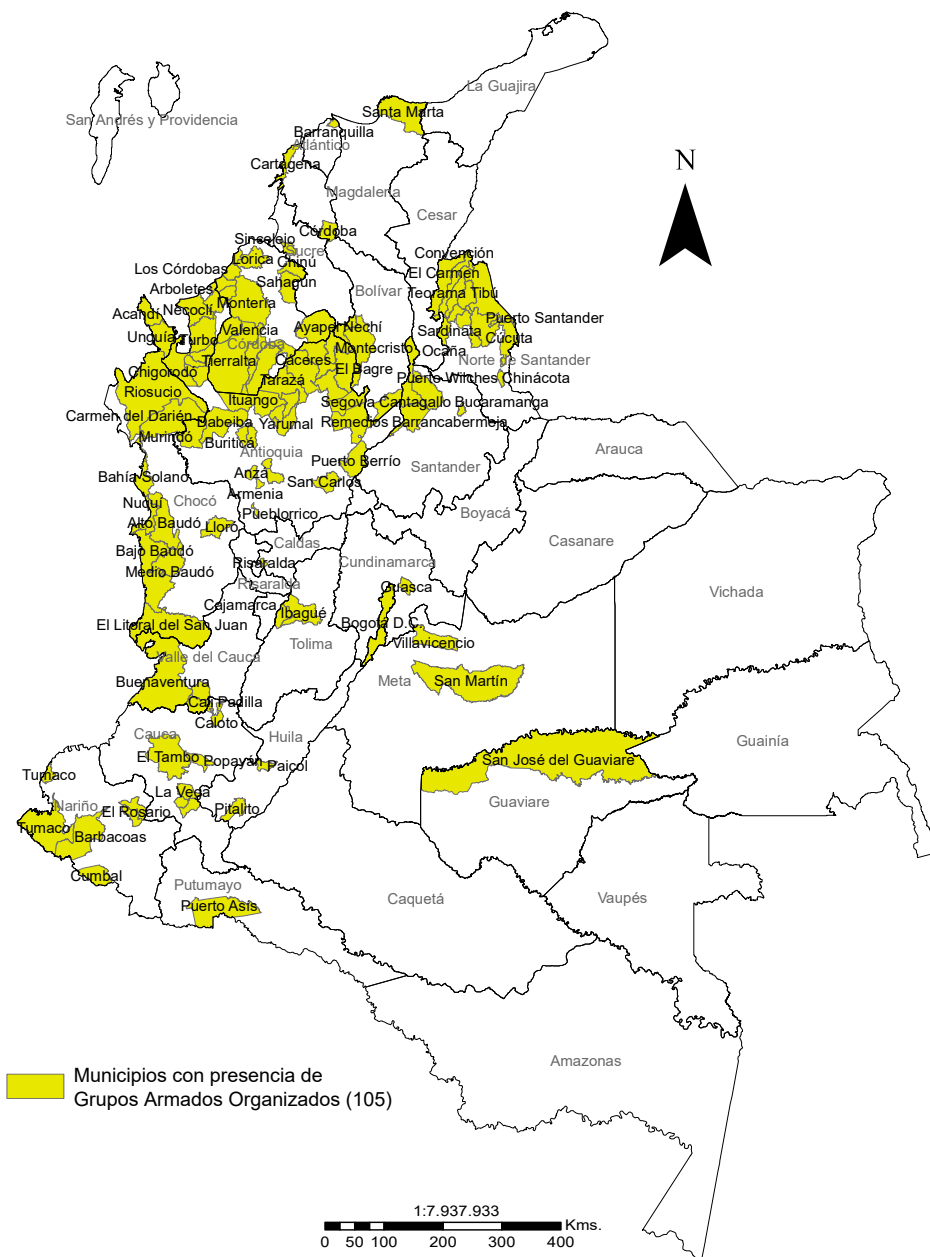 La Guajira
Santa Marta
San Andrés y Providencia
Barranquilla
Atlántico
Cartagena
N
Magdalena
Cesar
Córdoba
Sincelejo
Sucre
Convención
Lorica
Chinú
Los Córdobas
El Carmen
Sahagún
Arboletes
Bolívar
Teorama
Tibú
Necoclí
Montería
Acandí
Puerto Santander
Valencia
Ayapel
Nechí
Sardinata
Unguía
Turbo
Córdoba
Montecristo
Cúcuta
Ocaña
Tierralta
Cáceres
Norte de Santander
Chigorodó
El Bagre
Tarazá
Puerto Wilches
Chinácota
Riosucio
Ituango
Segovia
Cantagallo
Bucaramanga
Carmen del Darién
Dabeiba
Yarumal
Remedios
Barrancabermeja
Murindó
Buriticá
Antioquia
Arauca
Puerto Berrío
Santander
Bahía Solano
Anzá
San Carlos
Armenia
Nuquí
Chocó
Pueblorrico
Boyacá
Alto Baudó
Lloró
Caldas
Casanare
Bajo Baudó
Risaralda
Cundinamarca
Medio Baudó
Risaralda
Guasca
Vichada
Cajamarca
Ibagué
El Litoral del San Juan
Bogotá D.C.
Tolima
Villavicencio
Valle del Cauca
Buenaventura
Meta
San Martín
Cali
Padilla
Caloto
Cauca
Huila
Guainía
El Tambo
Popayán
Paicol
San José del Guaviare
Tumaco
La Vega
Guaviare
Nariño
El Rosario
Pitalito
Tumaco
Barbacoas
Cumbal
Putumayo
Caquetá
Vaupés
Puerto Asís
Amazonas
Municipios con presencia de
Grupos Armados Organizados (105)
1:7.937.933
Kms.
0 50 100 200 300 400